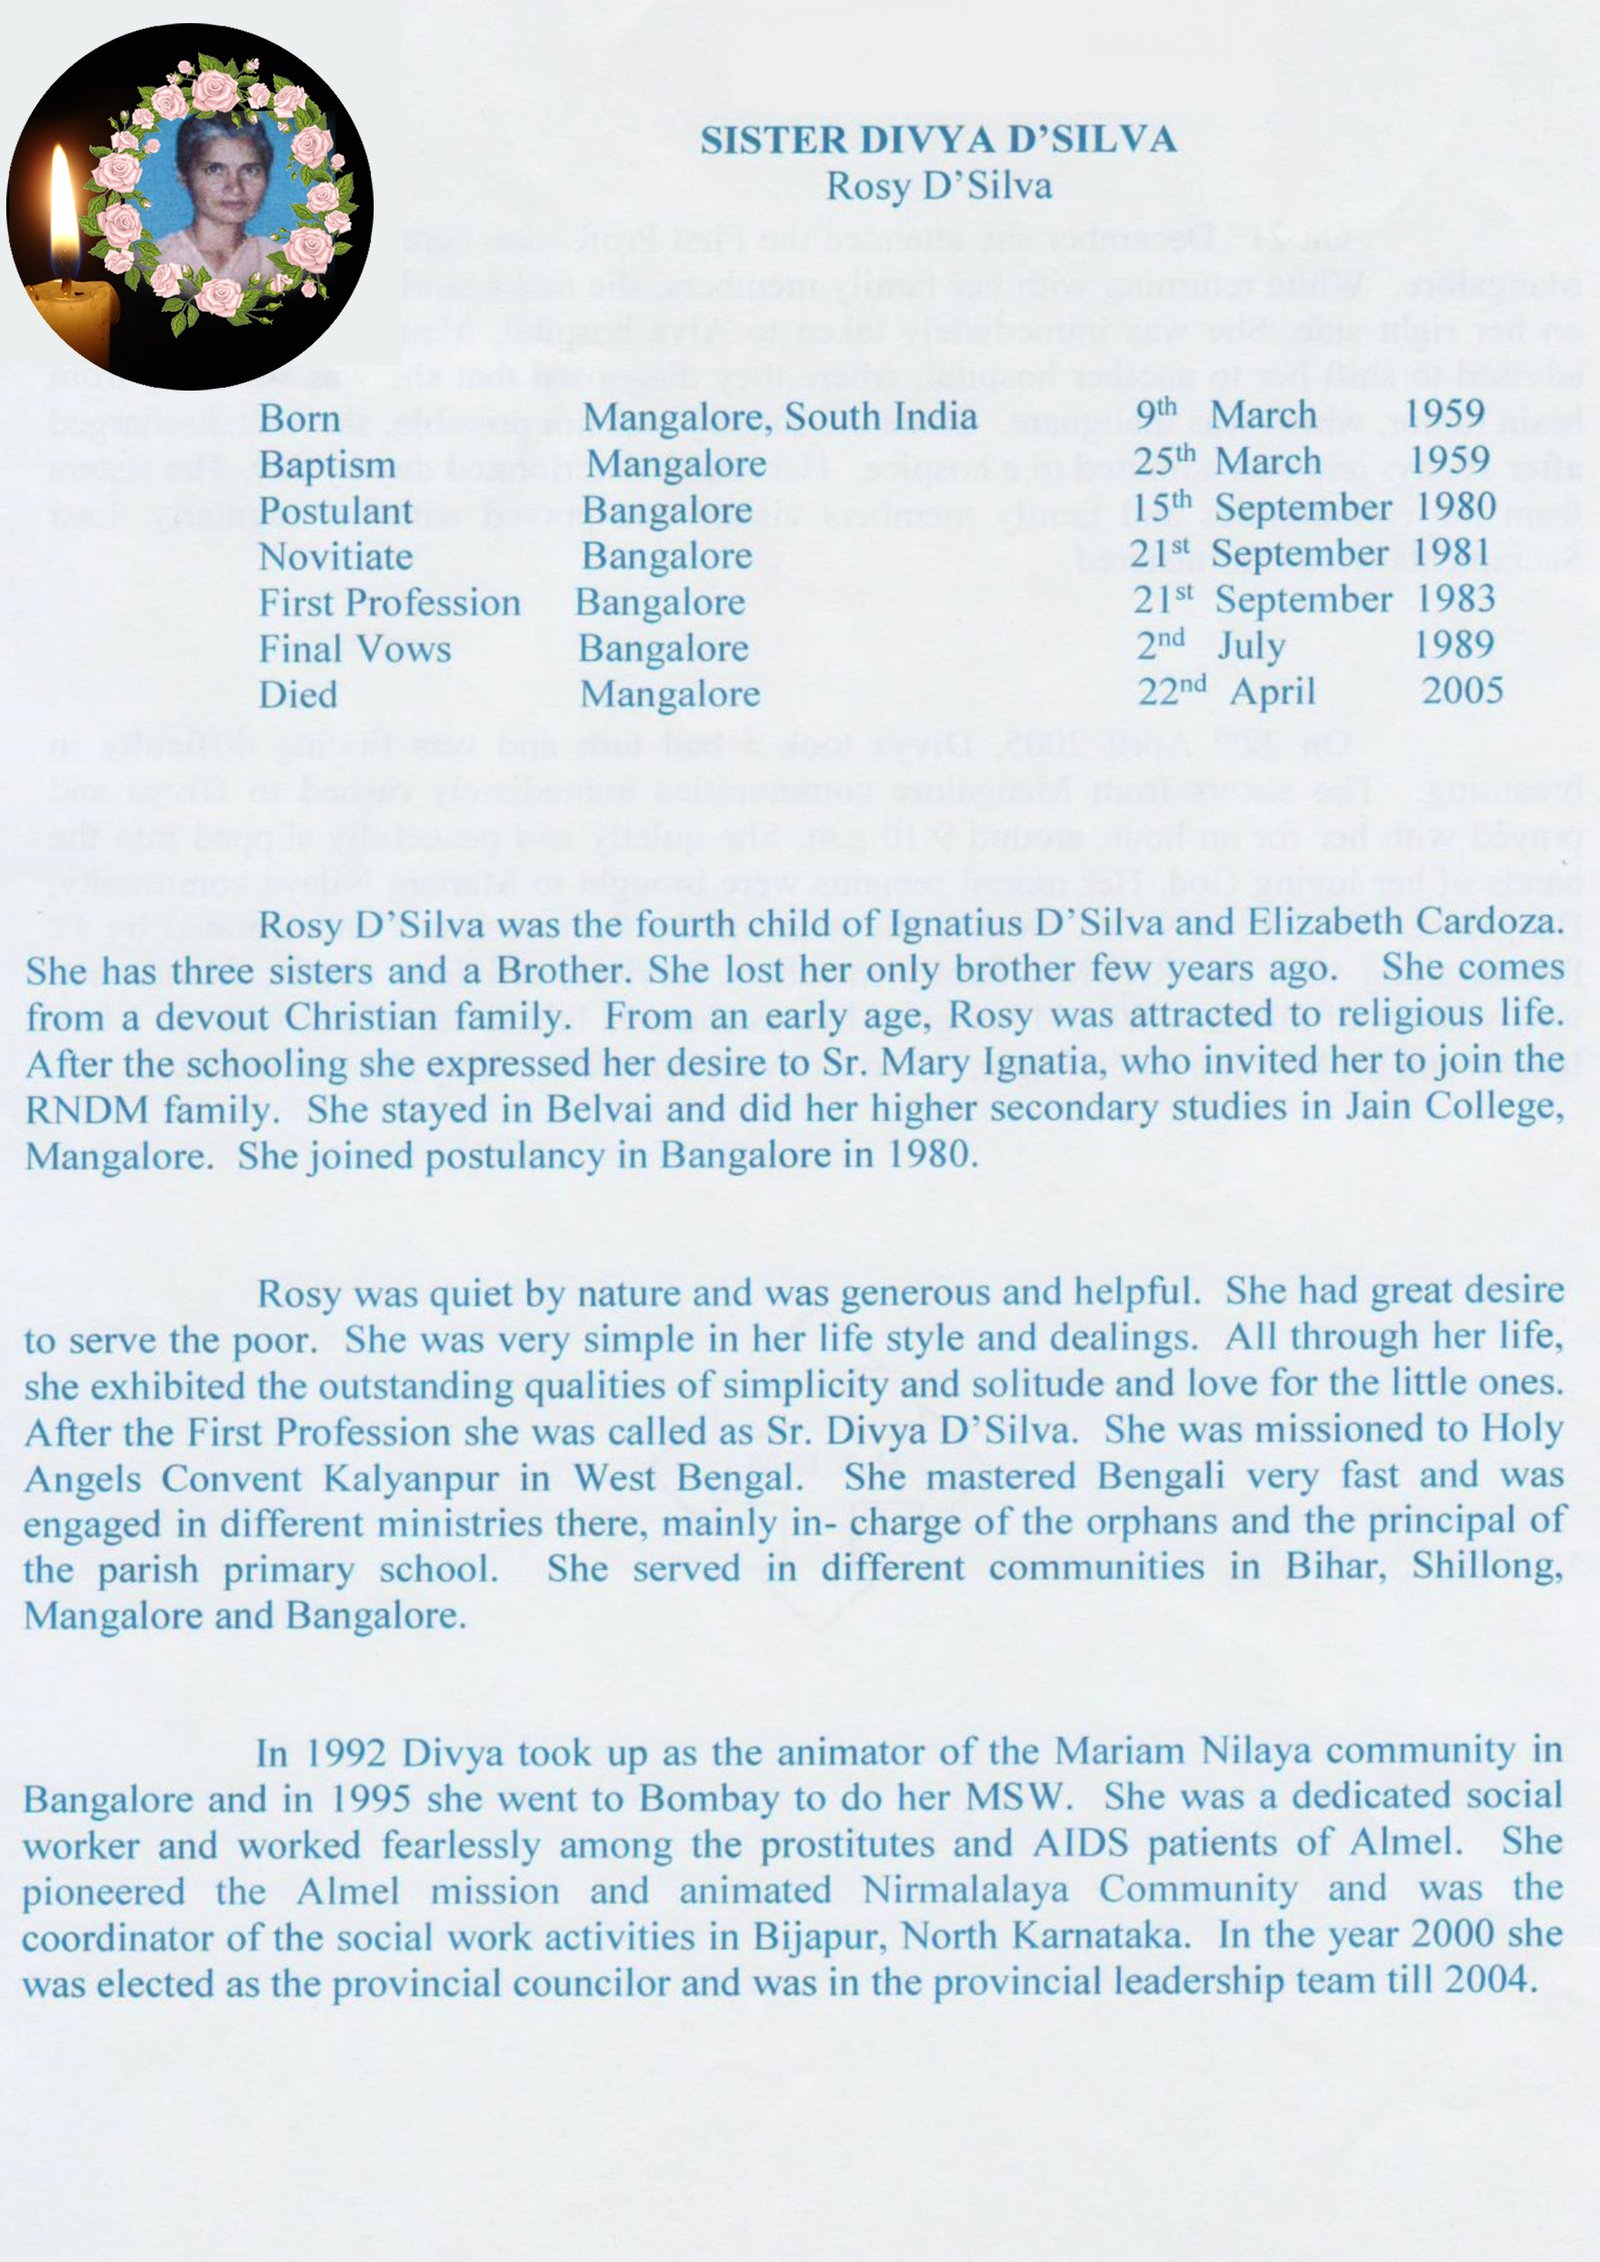 SISTER DIVYA D'SILVA
Rosy D'Silva
Born Mangalore, South India 9th March 1959
Baptism Mangalore 25th March 1959
Postulant Bangalore 15th September 1980
Novitiate Bangalore 21st September 1981
First Profession Bangalore 21st September 1983
Final Vows Bangalore 2nd July 1989
Died Mangalore 22nd April 2005
Rosy D'Silva was the fourth child of Ignatius D'Silva and Elizabeth Cardoza.
She has three sisters and a Brother. She lost her only brother few years ago. She comes
from a devout Christian family. From an early age, Rosy was attracted to religious life.
After the schooling she expressed her desire to Sr. Mary Ignatia, who invited her to join the
RNDM family. She stayed in Belvai and did her higher secondary studies in Jain College,
Mangalore. She joined postulancy in Bangalore in 1980.
Rosy was quiet by nature and was generous and helpful. She had great desire
to serve the poor. She was very simple in her life style and dealings. All through her life,
she exhibited the outstanding qualities of simplicity and solitude and love for the little ones.
After the First Profession she was called as Sr. Divya D'Silva. She was missioned to Holy
Angels Convent Kalyanpur in West Bengal. She mastered Bengali very fast and was
engaged in different ministries there, mainly in- charge of the orphans and the principal of
the parish primary school. She served in different communities in Bihar, Shillong,
Mangalore and Bangalore.
In 1992 Divya took up as the animator of the Mariam Nilaya community in
Bangalore and in 1995 she went to Bombay to do her MSW. She was a dedicated social
worker and worked fearlessly among the prostitutes and AIDS patients of Almel. She
pioneered the Almel mission and animated Nirmalalaya Community and was the
coordinator of the social work activities in Bijapur, North Karnataka. In the year 2000 she
was elected as the provincial councilor and was in the provincial leadership team till 2004.